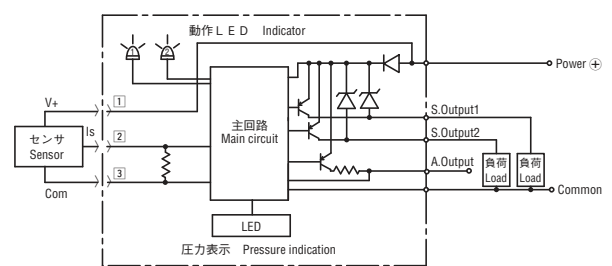 動作ＬＥＤ Indicator
1 2
Power ⊕
V+
1
S.Output1
センサ
Sensor
Is
2
主回路
Main circuit
S.Output2
A.Output
負荷
Load
負荷
Load
3
Com
Common
LED
圧力表示 Pressure indication